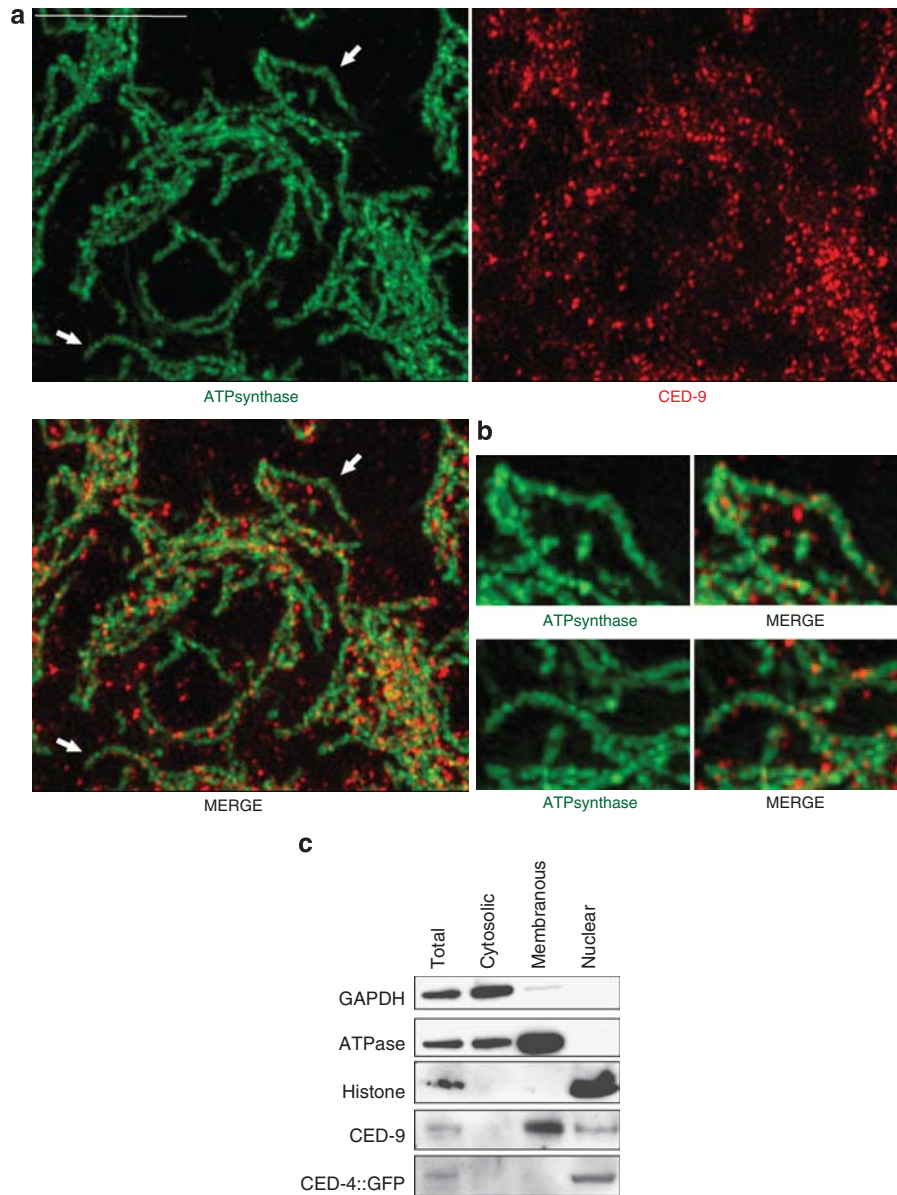 a
ATPsynthase
CED-9
MERGE
b
ATPsynthase
MERGE
ATPsynthase
MERGE
c
Total
Cytosolic
Membranous
Nuclear
GAPDH
ATPase
Histone
CED-9
CED-4::GFP